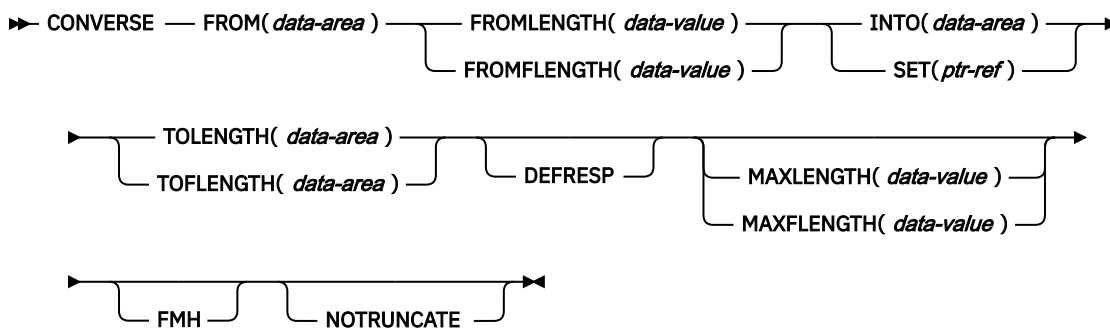 CONVERSE FROM( data-area ) FROMLENGTH( data-value ) INTO( data-area )
FROMFLENGTH( data-value ) SET( ptr-ref )
TOLENGTH( data-area )
TOFLENGTH( data-area ) DEFRESP MAXLENGTH( data-value )
MAXFLENGTH( data-value )
FMH NOTRUNCATE